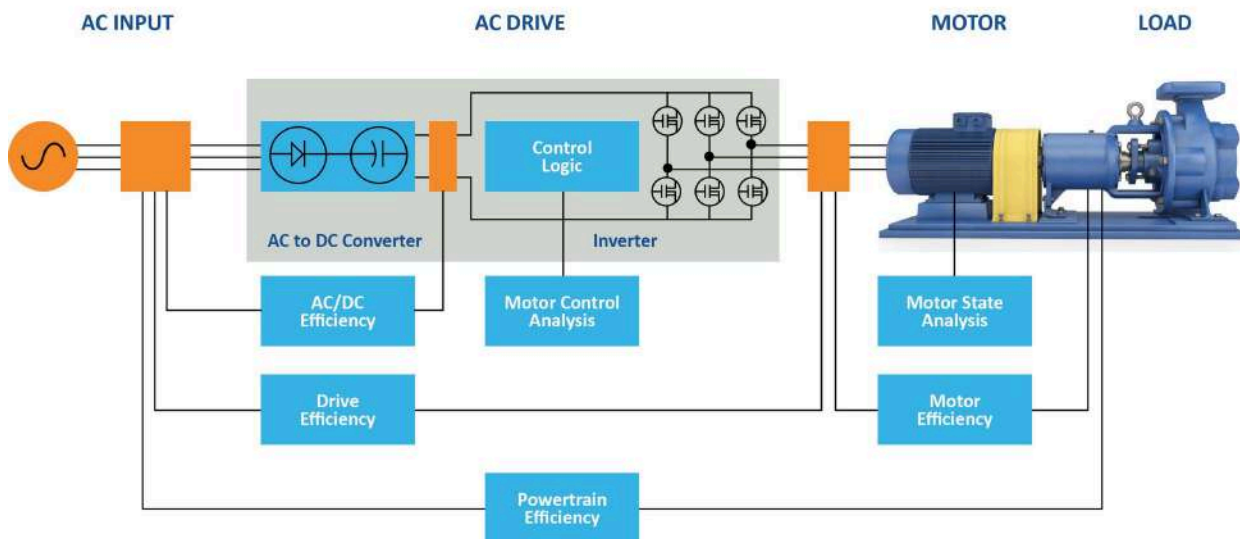 AC INPUT
AC DRIVE
MOTOR
LOAD
Control
Logic
AC to DC Converter
Inverter
AC/DC
Efficiency
Motor Control
Analysis
Motor State
Analysis
Drive
Efficiency
Motor
Efficiency
Powertrain
Efficiency